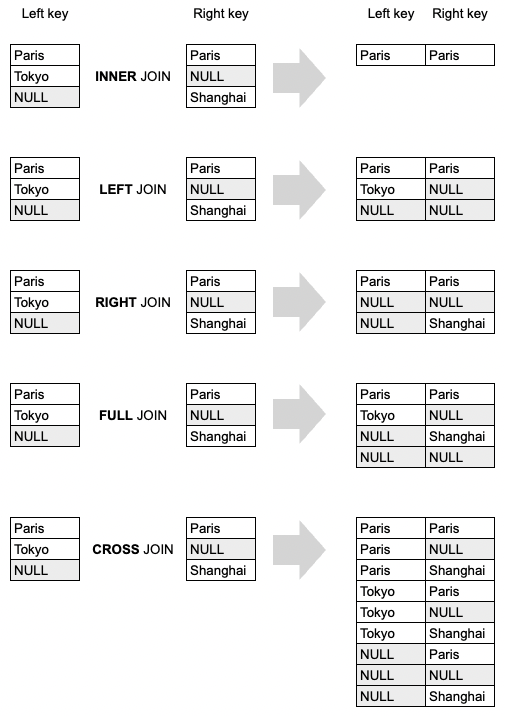 Left key Right key Left key Right key
Paris Paris Paris Paris
Tokyo INNER JOIN NULL
NULL Shanghai
Paris Paris Paris Paris
Tokyo LEFT JOIN NULL Tokyo NULL
NULL Shanghai NULL NULL
Paris Paris Paris Paris
Tokyo RIGHT JOIN NULL NULL NULL
NULL Shanghai NULL Shanghai
Paris Paris Paris Paris
Tokyo FULL JOIN NULL Tokyo NULL
NULL Shanghai NULL Shanghai
NULL NULL
Paris Paris Paris Paris
Tokyo CROSS JOIN NULL Paris NULL
NULL Shanghai Paris Shanghai
Tokyo Paris
Tokyo NULL
Tokyo Shanghai
NULL Paris
NULL NULL
NULL Shanghai